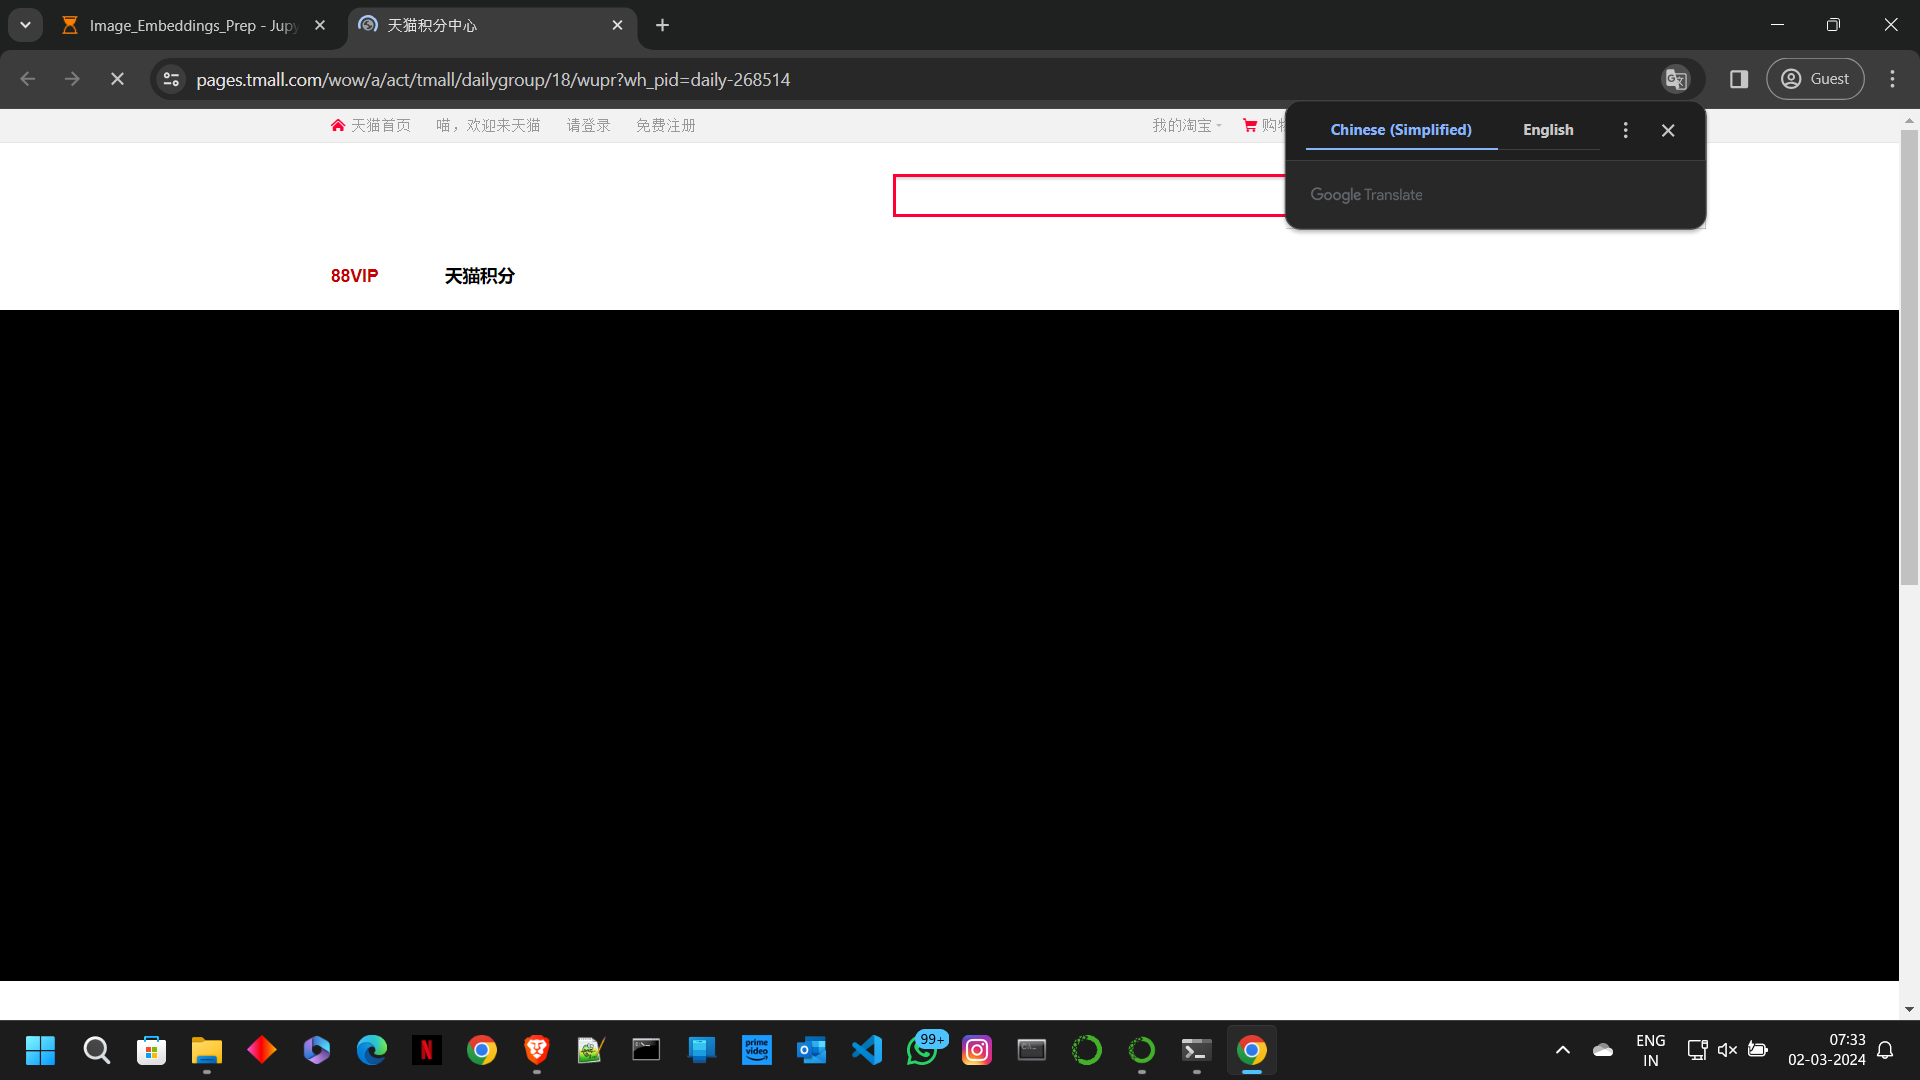 Image_Embeddings_Prep - Jupy
天猫积分中心
pages.tmall.com/wow/a/act/tmall/dailygroup/18/wupr?wh_pid=daily-268514
Guest
天猫首页 喵，欢迎来天猫 请登录 免费注册 我的淘宝 购物
Chinese (Simplified) English
Google Translate
88VIP 天猫积分
prime video
99+
ENG
IN
07:33
02-03-2024